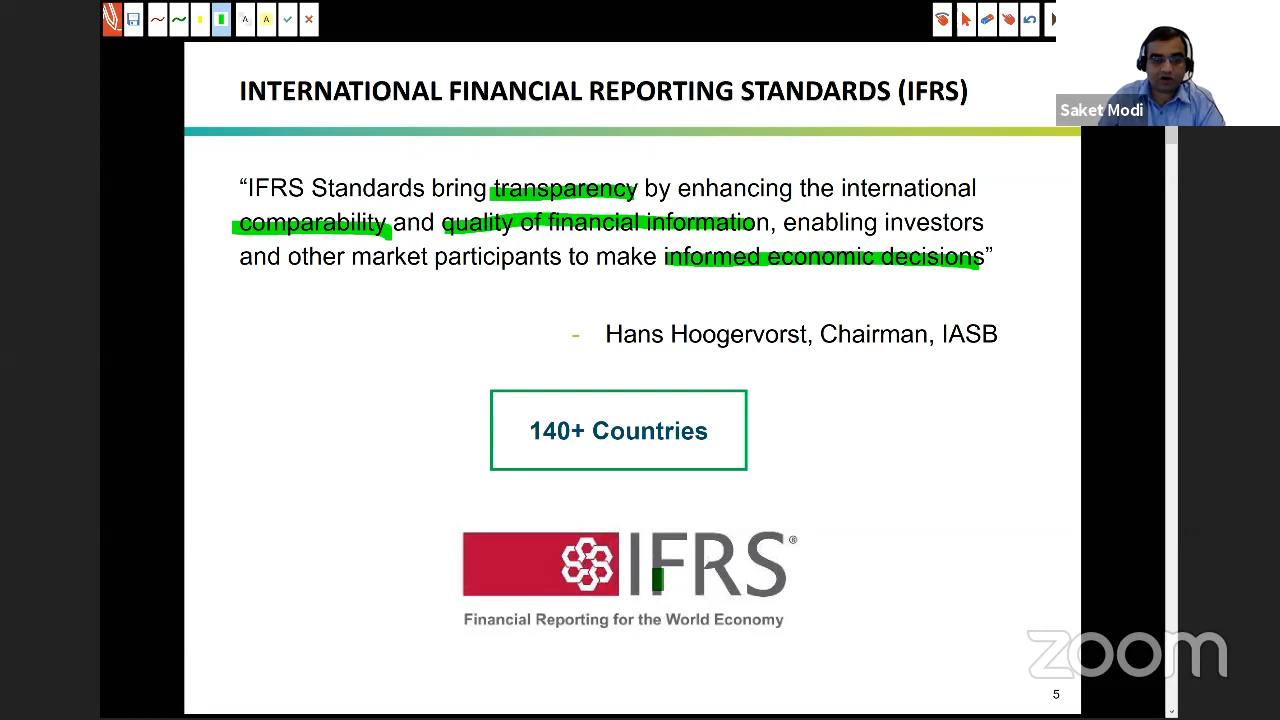 A
A
Saket Modi
INTERNATIONAL FINANCIAL REPORTING STANDARDS (IFRS)
“IFRS Standards bring transparency by enhancing the international
comparability and quality of financial information, enabling investors
and other market participants to make informed economic decisions”
- Hans Hoogervorst, Chairman, IASB
140+ Countries
IFRS®
Financial Reporting for the World Economy
zoom
5